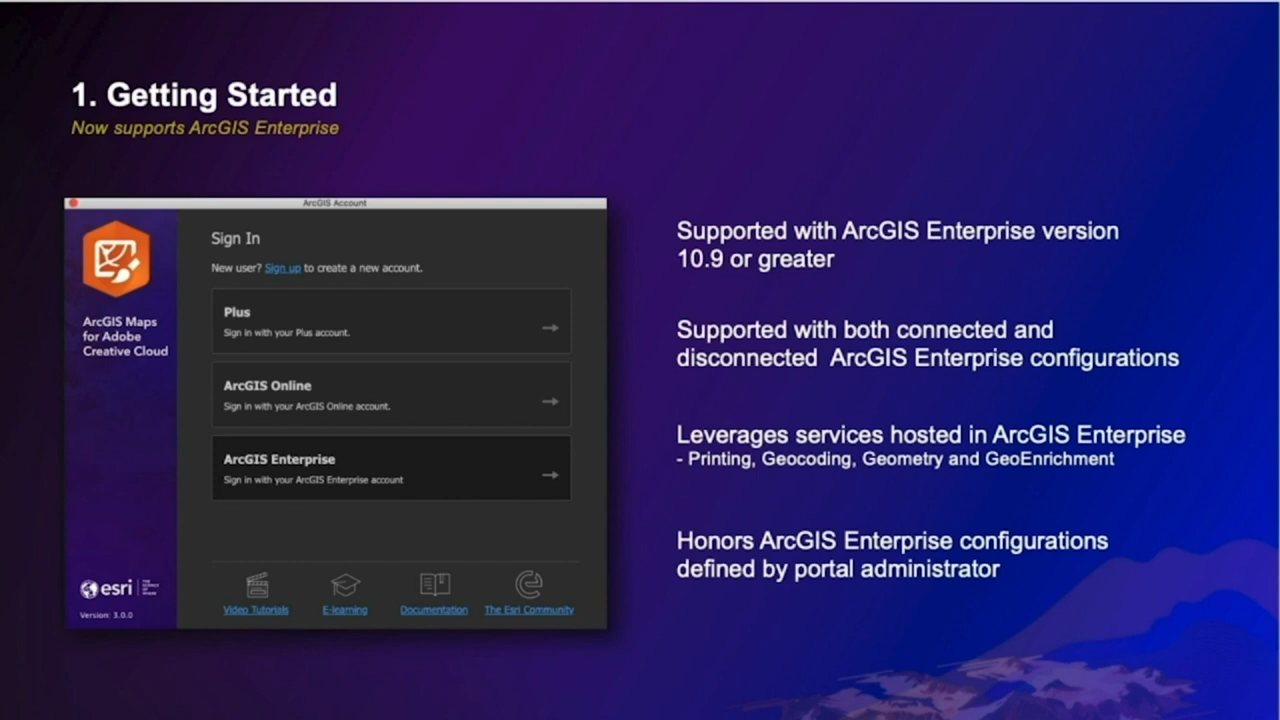 1. Getting Started
Now supports ArcGIS Enterprise
ArcGIS Account
ArcGIS Maps
for Adobe
Creative Cloud
esri
THE
SCIENCE
OF
WHERE
Version: 3.0.0
Sign In
New user? Sign up to create a new account.
Plus
Sign in with your Plus account.
ArcGIS Online
Sign in with your ArcGIS Online account.
ArcGIS Enterprise
Sign in with your ArcGIS Enterprise account
Video Tutorials
E-learning
Documentation
The Esri Community
Supported with ArcGIS Enterprise version
10.9 or greater
Supported with both connected and
disconnected ArcGIS Enterprise configurations
Leverages services hosted in ArcGIS Enterprise
- Printing, Geocoding, Geometry and GeoEnrichment
Honors ArcGIS Enterprise configurations
defined by portal administrator